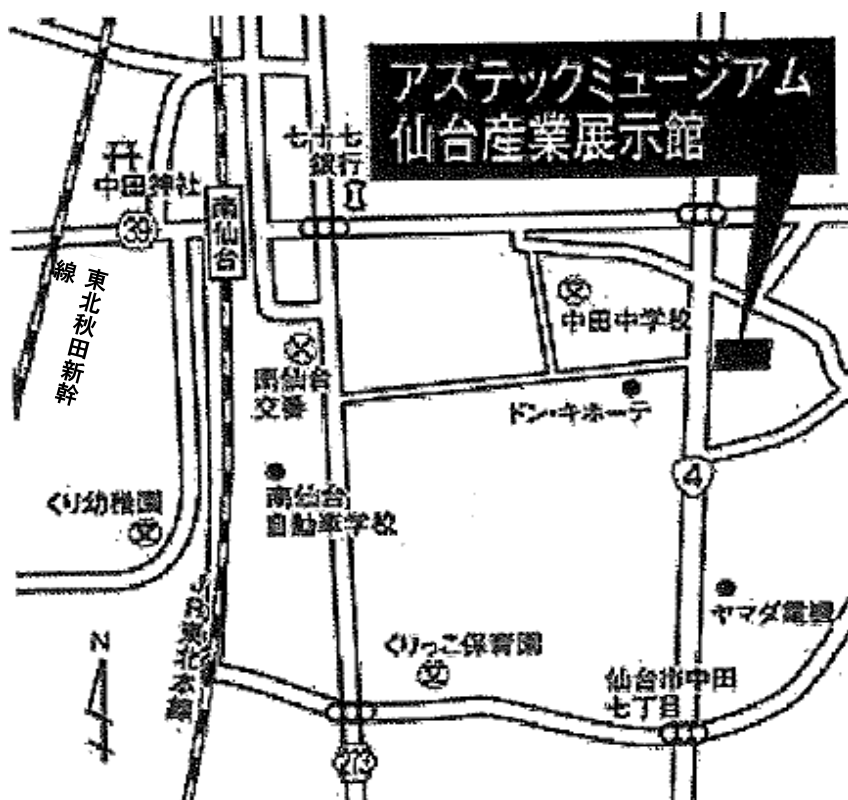 アズテックミュージアム
仙台産業展示館
七十七
銀行
中田神社
39
南仙台
東北秋田新幹
線
中田中学校
南仙台
交番
ドン・キホーテ
4
くり幼稚園
南仙台
自動車学校
JR東北本線
ヤマダ電機
くりっこ保育園
仙台市中田
七丁目
N
273